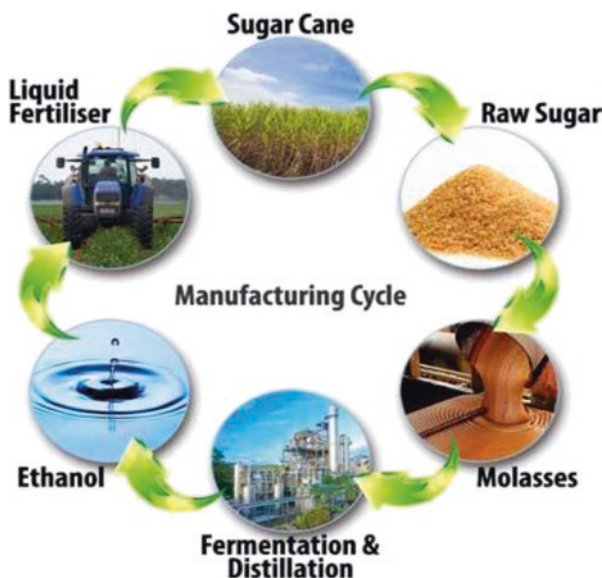 Sugar Cane
Raw Sugar
Molasses
Fermentation &
Distillation
Ethanol
Liquid
Fertiliser
Manufacturing Cycle